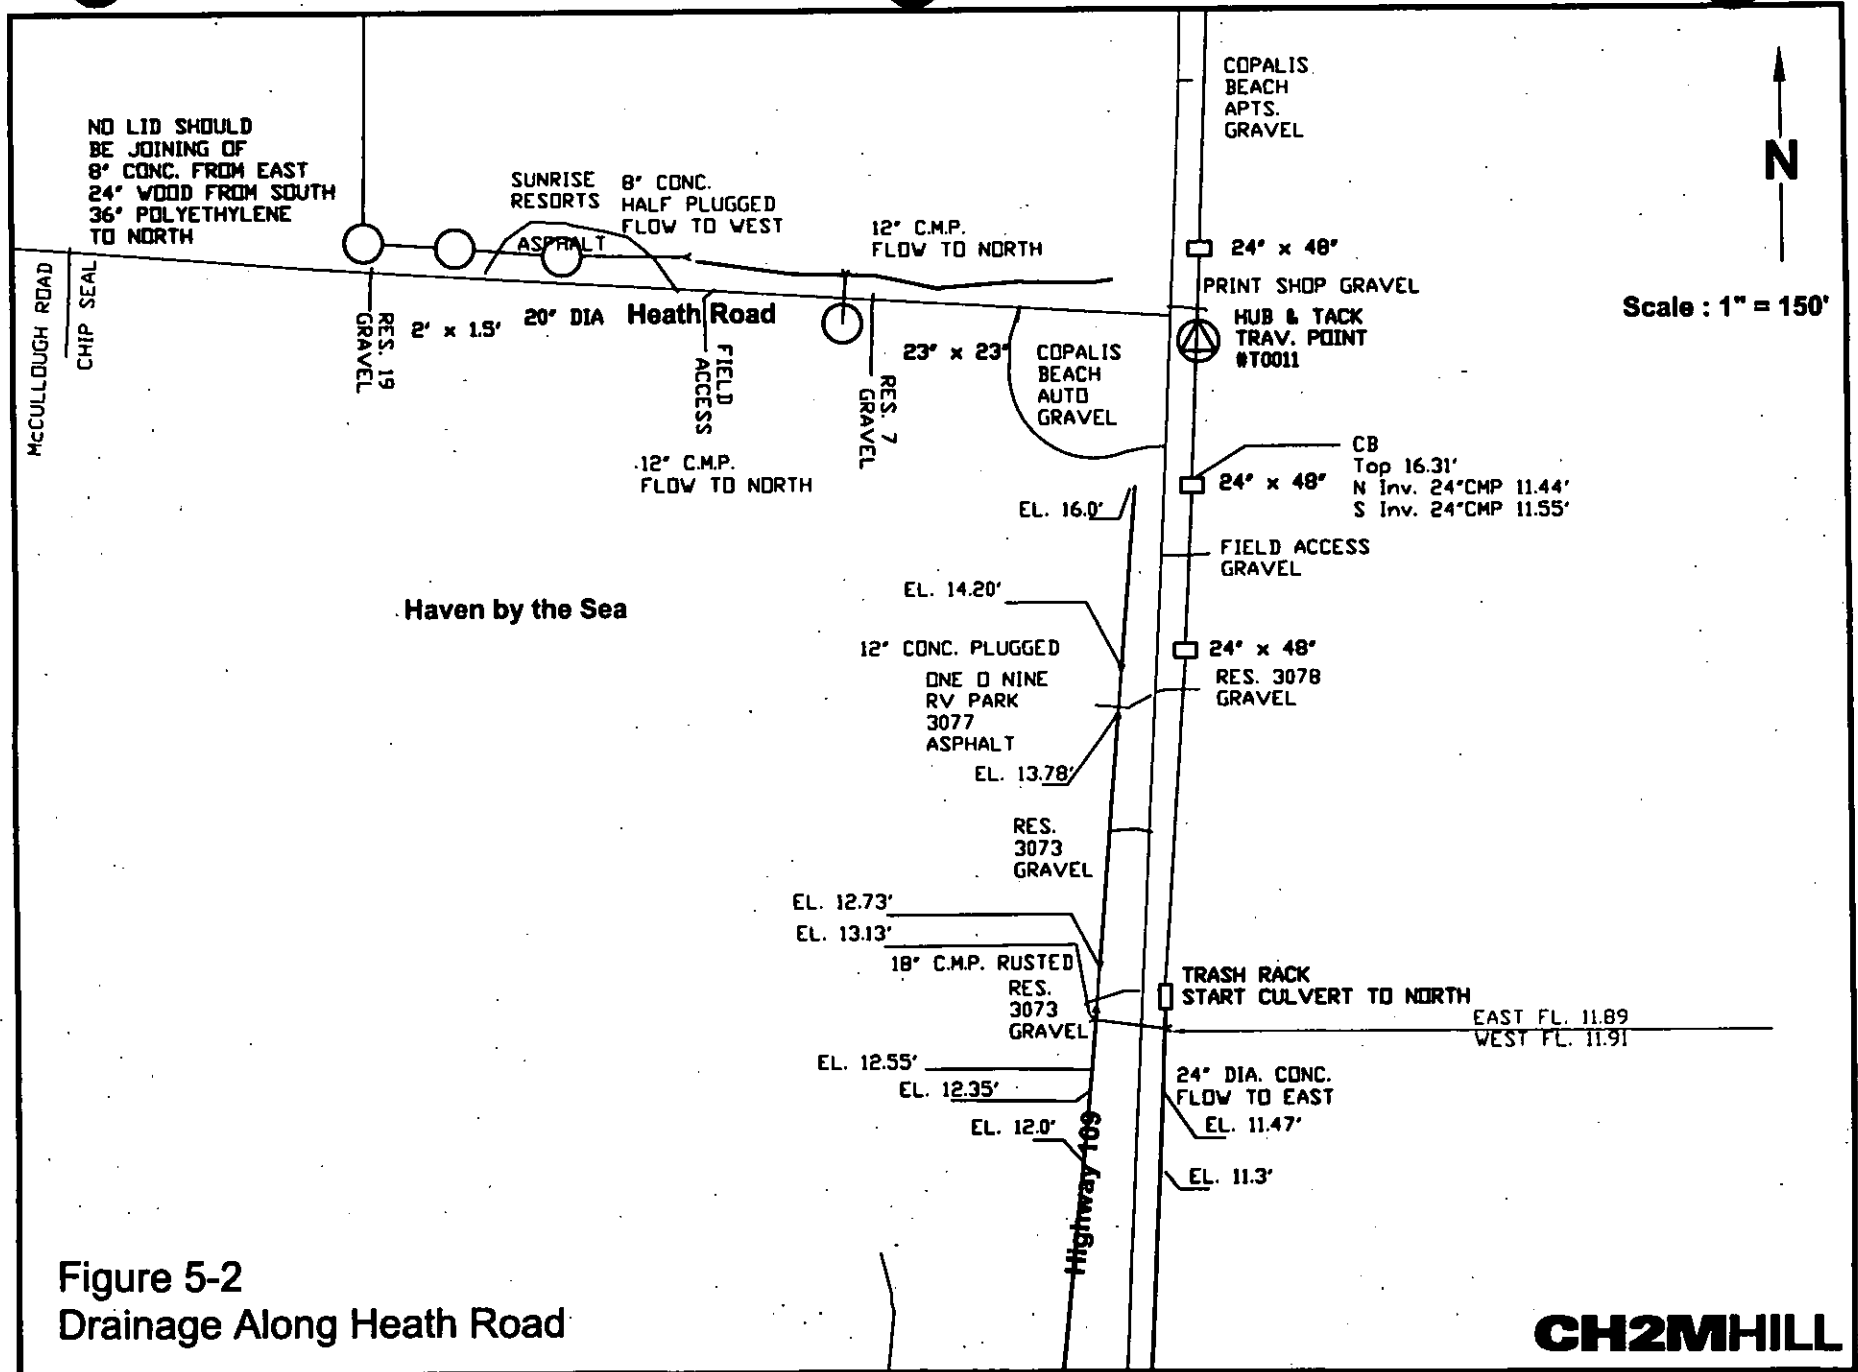 COPALIS
BEACH
APTS.
GRAVEL
NO LID SHOULD
BE JOINING OF
8" CONC. FROM EAST
24" WOOD FROM SOUTH
36" POLYETHYLENE
TO NORTH
SUNRISE
RESORTS
8" CONC.
HALF PLUGGED
FLOW TO WEST
ASPHALT
12" C.M.P.
FLOW TO NORTH
N
24" x 48"
PRINT SHOP GRAVEL
HUB & TACK
TRAV. POINT
#T0011
Scale : 1" = 150'
McCULLOUGH ROAD
CHIP SEAL
RES. 19
GRAVEL
2' x 1.5'
20" DIA
Heath Road
FIELD
ACCESS
23" x 23"
RES. 7
GRAVEL
COPALIS
BEACH
AUTO
GRAVEL
12" C.M.P.
FLOW TO NORTH
CB
Top 16.31'
N Inv. 24"CMP 11.44'
S Inv. 24"CMP 11.55'
24" x 48"
EL. 16.0'
FIELD ACCESS
GRAVEL
EL. 14.20'
Haven by the Sea
12" CONC. PLUGGED
24" x 48"
ONE O NINE
RV PARK
3077
ASPHALT
RES. 3078
GRAVEL
EL. 13.78'
RES.
3073
GRAVEL
EL. 12.73'
EL. 13.13'
18" C.M.P. RUSTED
RES.
3073
GRAVEL
TRASH RACK
START CULVERT TO NORTH
EAST FL. 11.89
WEST FL. 11.91
EL. 12.55'
EL. 12.35'
EL. 12.0'
24" DIA. CONC.
FLOW TO EAST
EL. 11.47'
EL. 11.3'
Highway 109
Figure 5-2
Drainage Along Heath Road
CH2MHILL